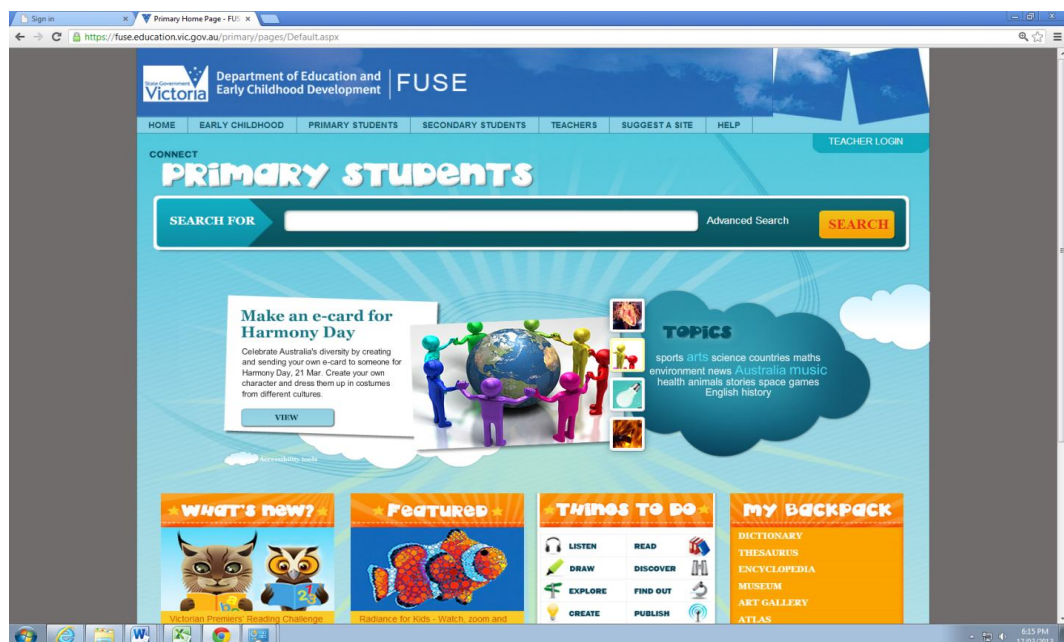 Sign in
Primary Home Page - FUS
https://fuse.education.vic.gov.au/primary/pages/Default.aspx
State Government
Victoria
Department of Education and
Early Childhood Development
FUSE
HOME EARLY CHILDHOOD PRIMARY STUDENTS SECONDARY STUDENTS TEACHERS SUGGEST A SITE HELP
TEACHER LOGIN
CONNECT
PRIMARY STUDENTS
SEARCH FOR
Advanced Search
SEARCH
Make an e-card for
Harmony Day
Celebrate Australia's diversity by creating
and sending your own e-card to someone for
Harmony Day, 21 Mar. Create your own
character and dress them up in costumes
from different cultures.
VIEW
TOPICS
sports arts science countries maths
environment news Australia music
health animals stories space games
English history
Accessibility tools
WHAT'S NEW?
Victorian Premiers' Reading Challenge
FEATURED
Radiance for Kids - Watch, zoom and
THINGS TO DO
LISTEN READ
DRAW DISCOVER
EXPLORE FIND OUT
CREATE PUBLISH
MY BACKPACK
DICTIONARY
THESAURUS
ENCYCLOPEDIA
MUSEUM
ART GALLERY
ATLAS
6:15 PM